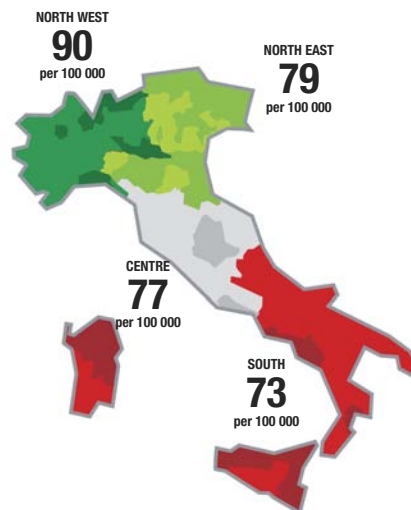 NORTH WEST
90
per 100 000
NORTH EAST
79
per 100 000
CENTRE
77
per 100 000
SOUTH
73
per 100 000